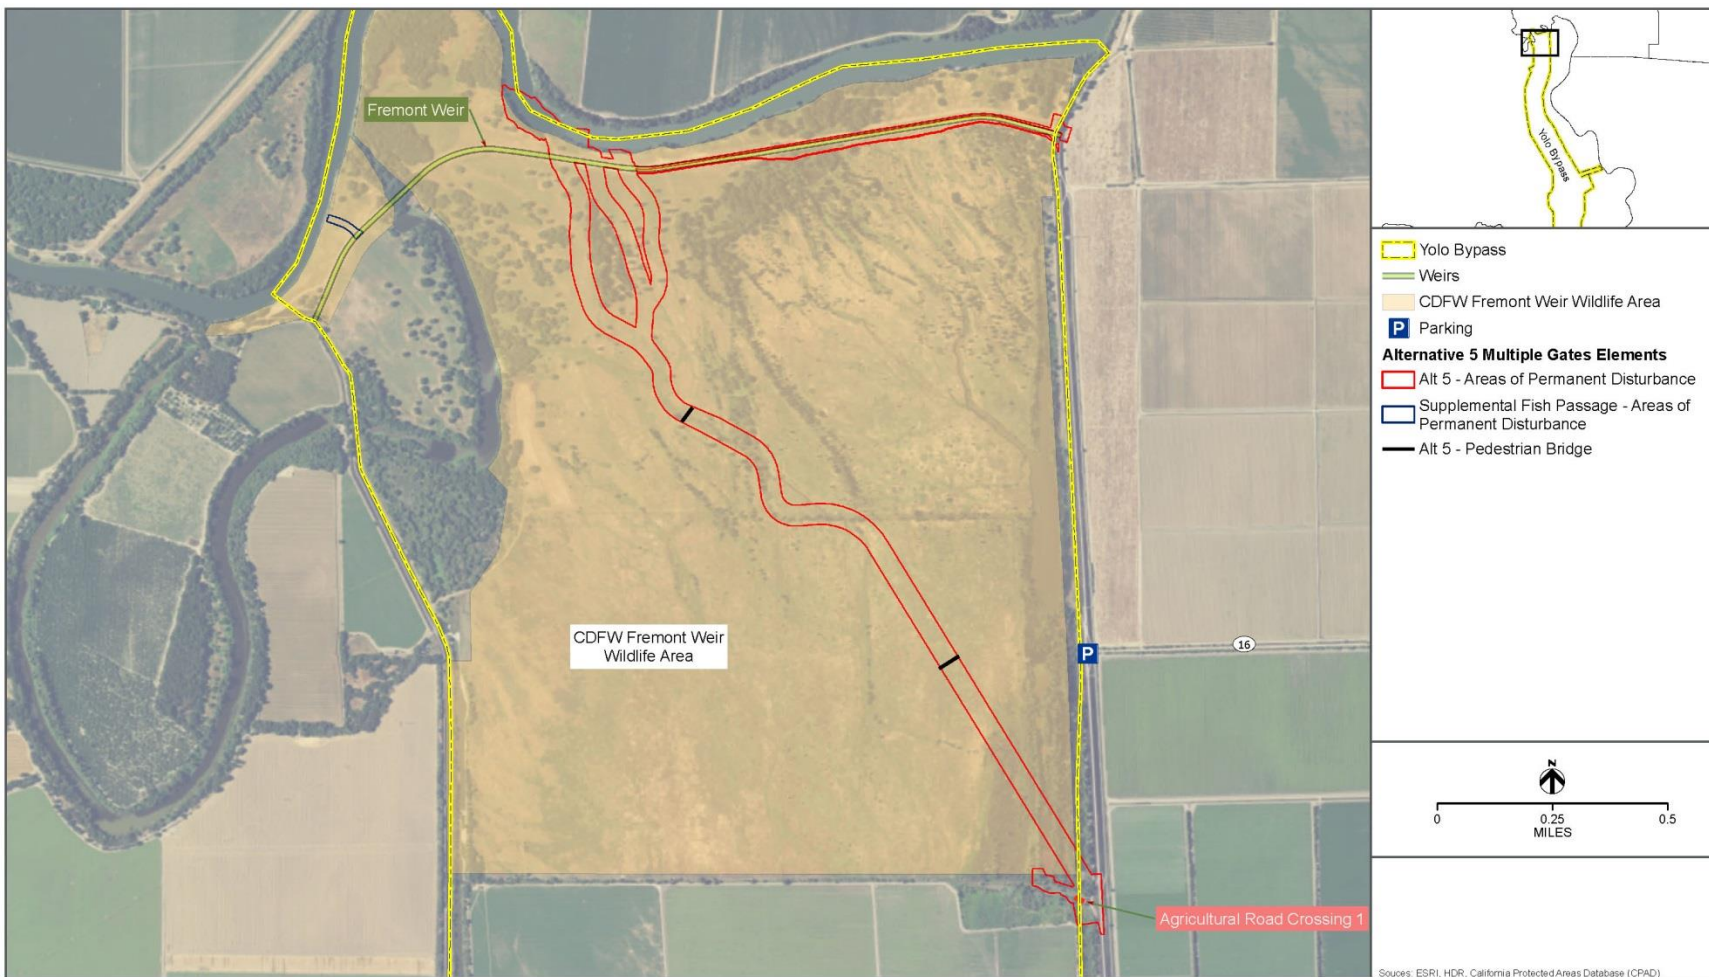 Fremont Weir
CDFW Fremont Weir
Wildlife Area
P
16
Agricultural Road Crossing 1
Yolo Bypass
Yolo Bypass
Weirs
CDFW Fremont Weir Wildlife Area
P Parking
Alternative 5 Multiple Gates Elements
Alt 5 - Areas of Permanent Disturbance
Supplemental Fish Passage - Areas of
Permanent Disturbance
Alt 5 - Pedestrian Bridge
N
0 0.25 0.5
MILES
Souces: ESRI, HDR, California Protected Areas Database (CPAD)